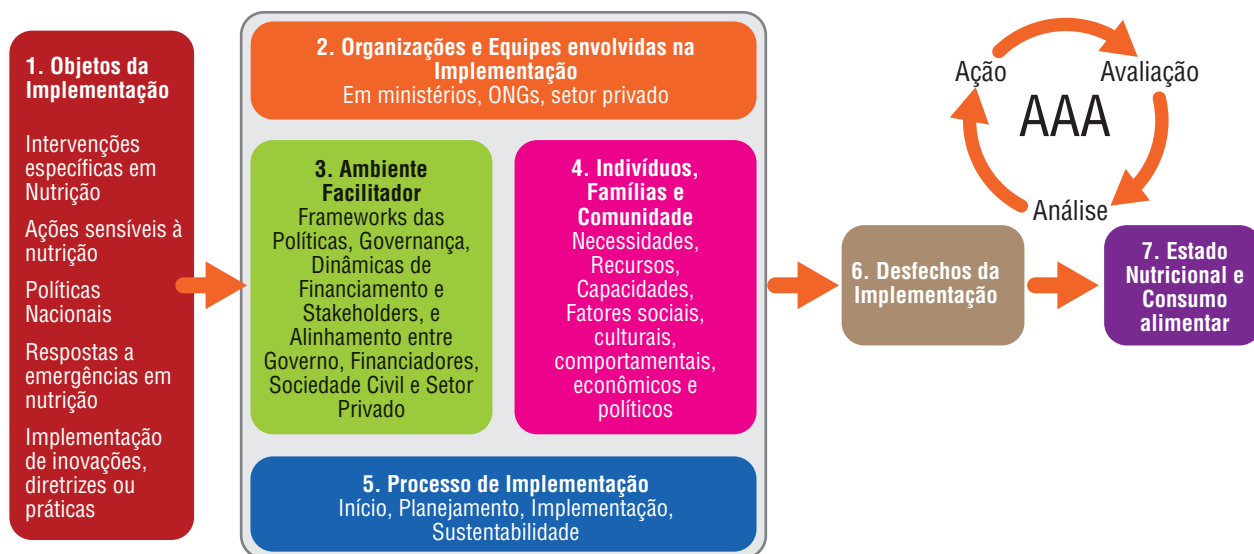 1. Objetos da
Implementação
Intervenções
específicas em
Nutrição
Ações sensíveis à
nutrição
Políticas
Nacionais
Respostas a
emergências em
nutrição
Implementação
de inovações,
diretrizes ou
práticas
2. Organizações e Equipes envolvidas na
Implementação
Em ministérios, ONGs, setor privado
3. Ambiente
Facilitador
Frameworks das
Políticas, Governança,
Dinâmicas de
Financiamento e
Stakeholders, e
Alinhamento entre
Governo, Financiadores,
Sociedade Civil e Setor
Privado
4. Indivíduos,
Famílias e
Comunidade
Necessidades,
Recursos,
Capacidades,
Fatores sociais,
culturais,
comportamentais,
econômicos e
políticos
5. Processo de Implementação
Início, Planejamento, Implementação,
Sustentabilidade
Ação
Avaliação
AAA
Análise
6. Desfechos da
Implementação
7. Estado
Nutricional e
Consumo
alimentar